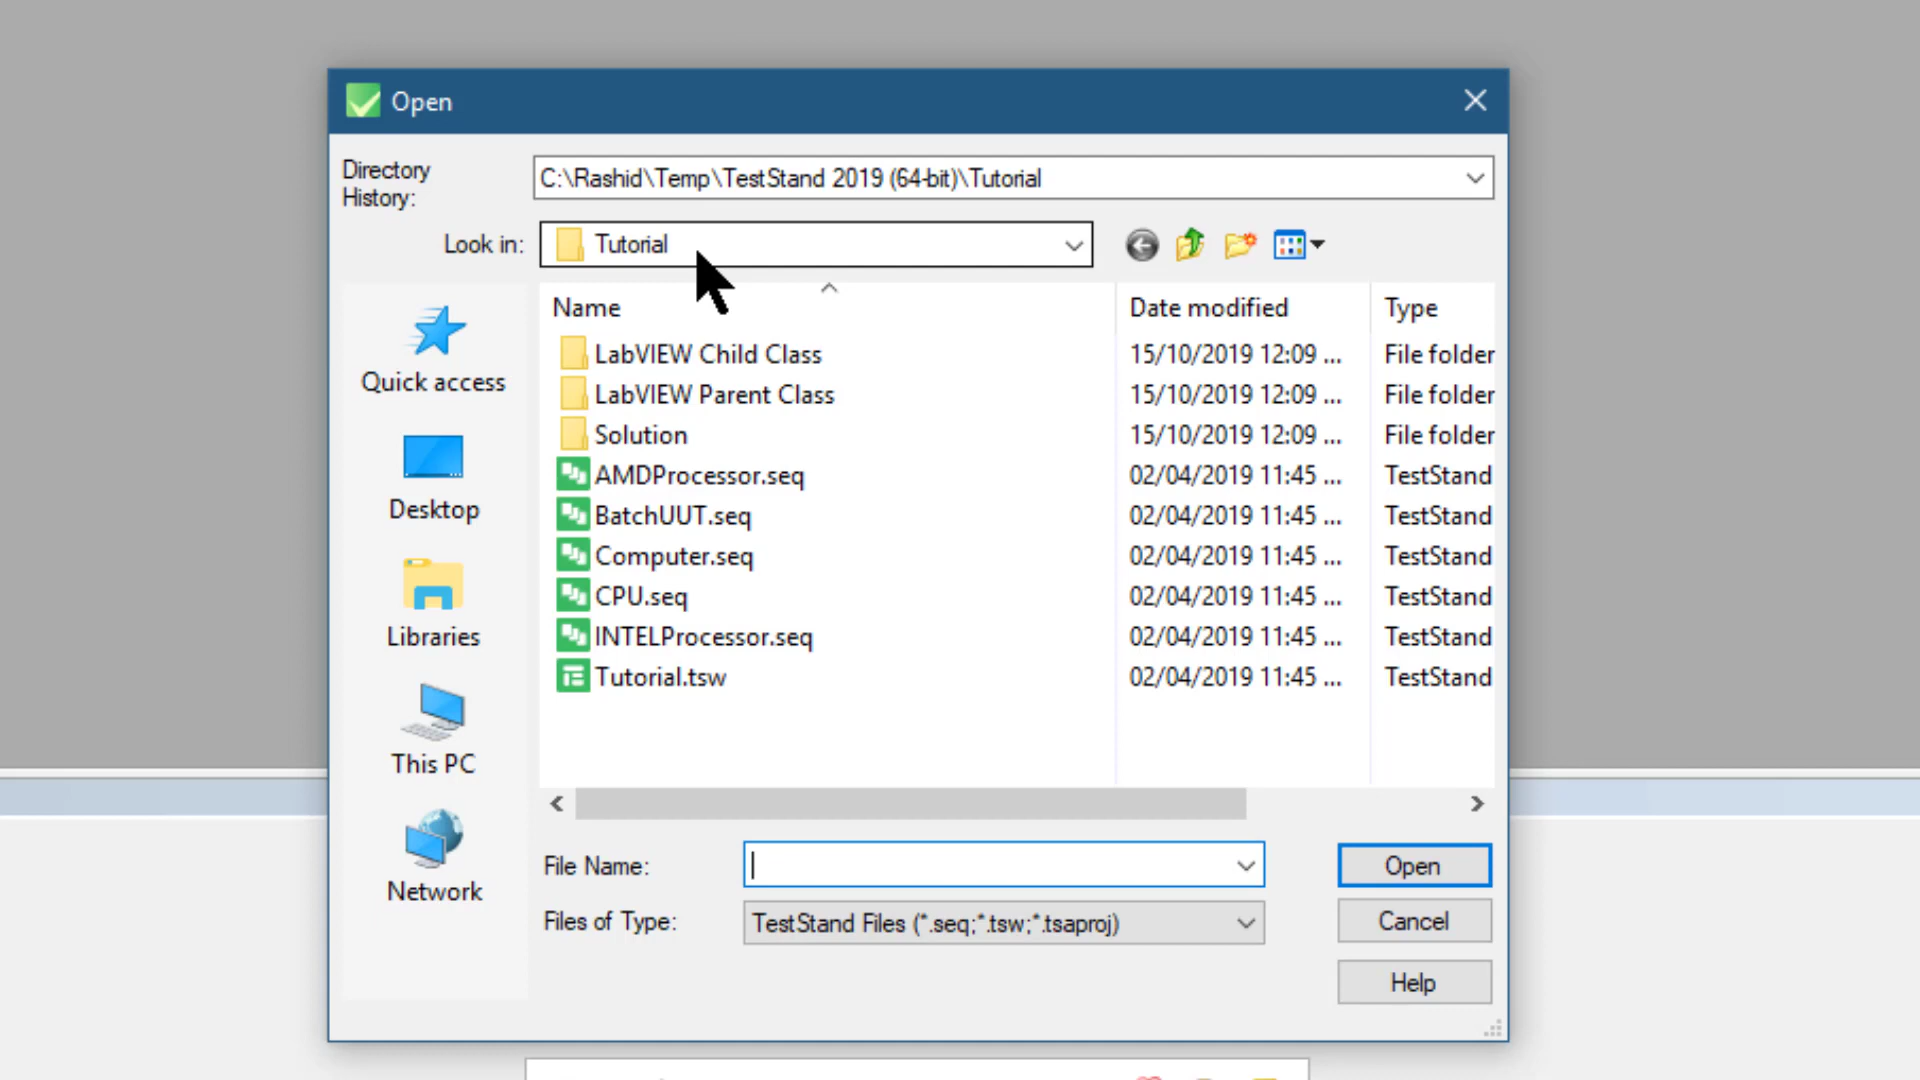 Open
Directory History:
C:\Rashid\Temp\TestStand 2019 (64-bit)\Tutorial
Look in:
Tutorial
Name Date modified Type
LabVIEW Child Class 15/10/2019 12:09 ... File folder
LabVIEW Parent Class 15/10/2019 12:09 ... File folder
Solution 15/10/2019 12:09 ... File folder
AMDProcessor.seq 02/04/2019 11:45 ... TestStand
BatchUUT.seq 02/04/2019 11:45 ... TestStand
Computer.seq 02/04/2019 11:45 ... TestStand
CPU.seq 02/04/2019 11:45 ... TestStand
INTELProcessor.seq 02/04/2019 11:45 ... TestStand
Tutorial.tsw 02/04/2019 11:45 ... TestStand
Quick access
Desktop
Libraries
This PC
Network
File Name:
Open
Files of Type: TestStand Files (*.seq;*.tsw;*.tsaproj)
Cancel
Help